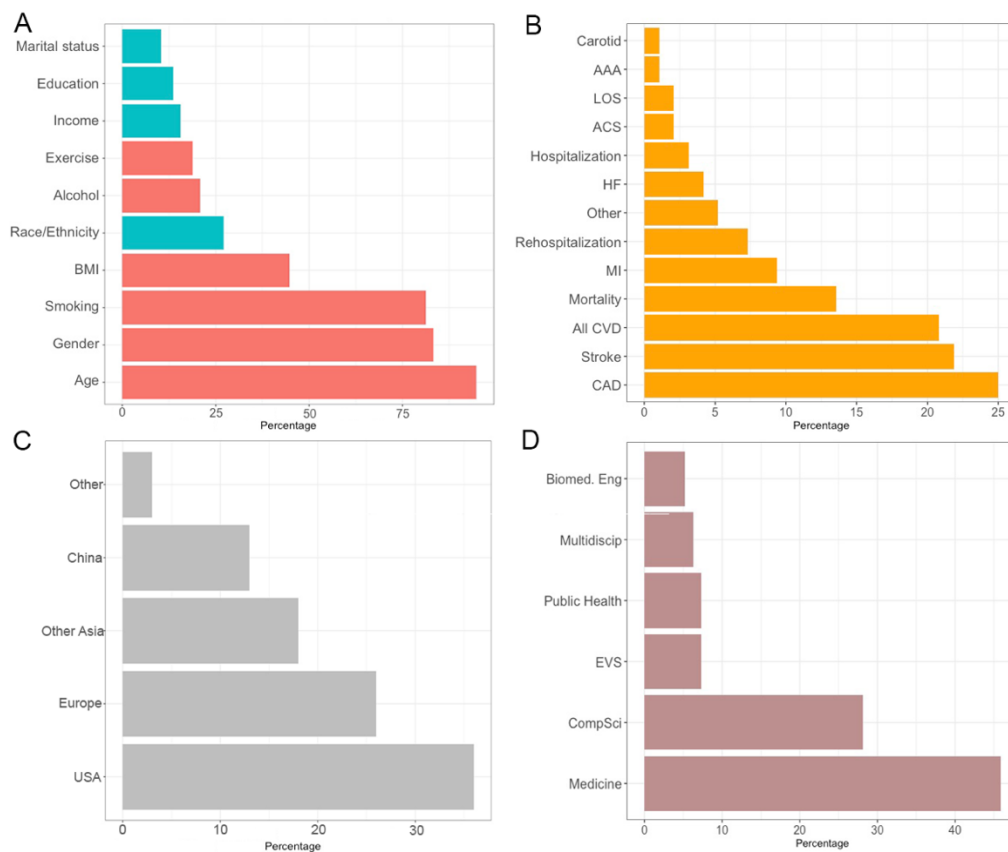 A
Marital status
Education
Income
Exercise
Alcohol
Race/Ethnicity
BMI
Smoking
Gender
Age
0 25 50 75
Percentage
B
Carotid
AAA
LOS
ACS
Hospitalization
HF
Other
Rehospitalization
MI
Mortality
All CVD
Stroke
CAD
0 5 10 15 20 25
Percentage
C
Other
China
Other Asia
Europe
USA
0 10 20 30
Percentage
D
Biomed. Eng
Multidiscip
Public Health
EVS
CompSci
Medicine
0 10 20 30 40
Percentage